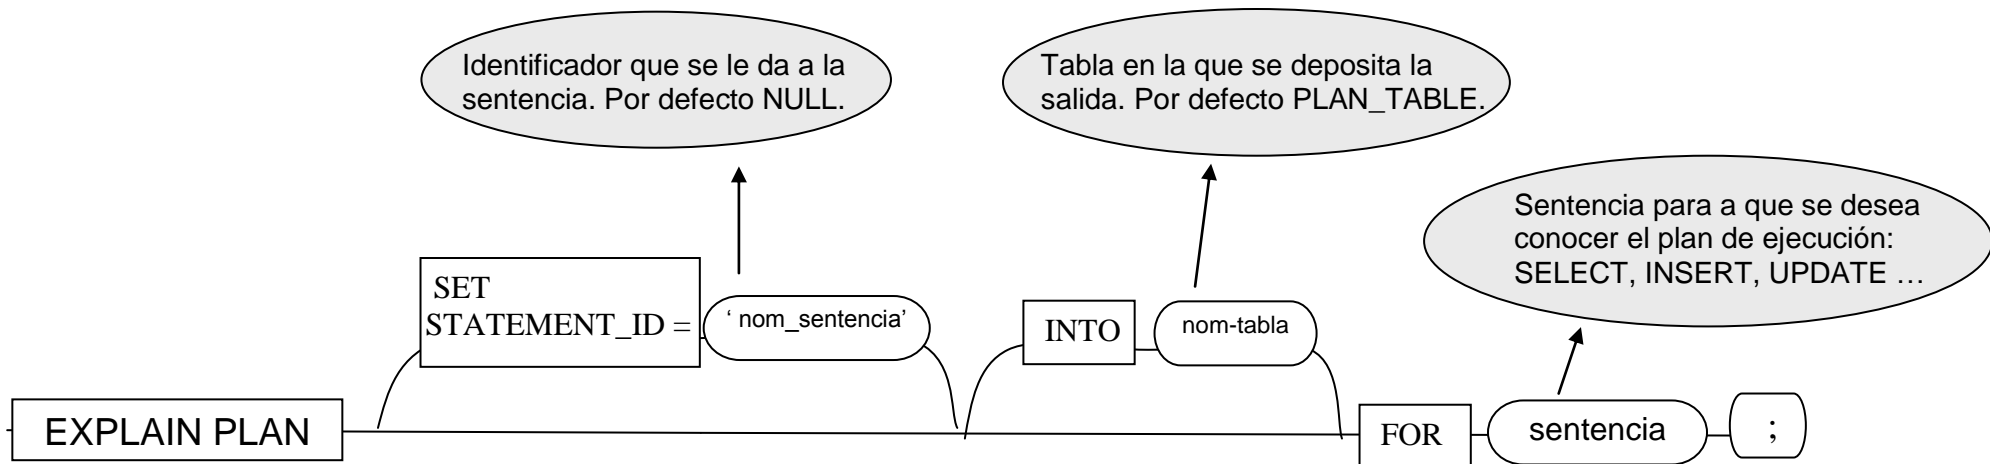 Identificador que se le da a la
sentencia. Por defecto NULL.
Tabla en la que se deposita la
salida. Por defecto PLAN_TABLE.
Sentencia para a que se desea
conocer el plan de ejecución:
SELECT, INSERT, UPDATE …
SET
STATEMENT_ID =
‘ nom_sentencia’
INTO
nom-tabla
EXPLAIN PLAN
FOR
sentencia
;